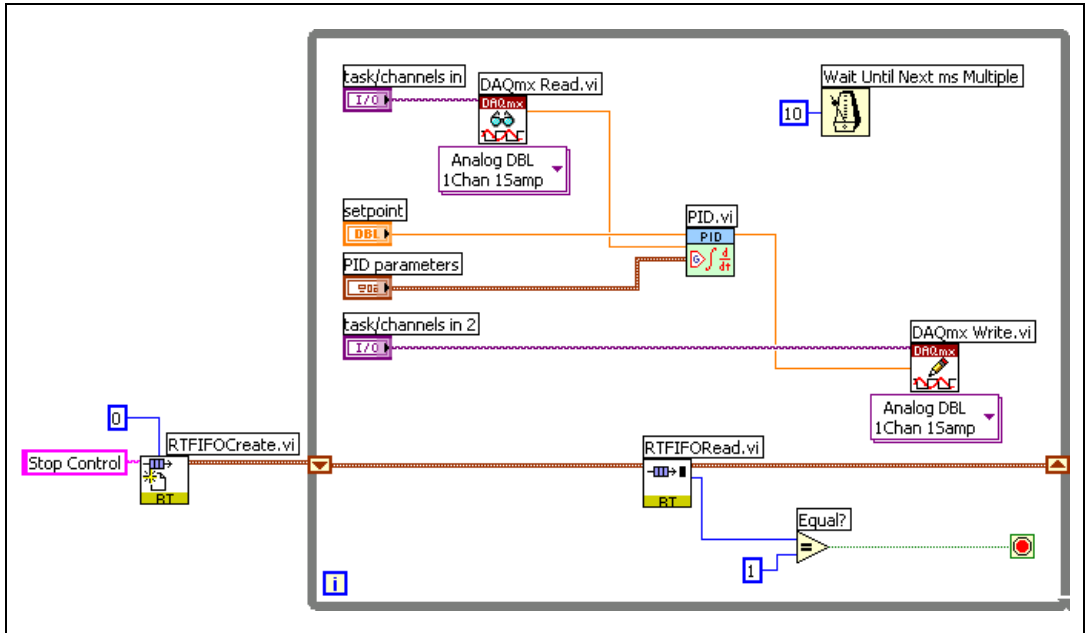 task/channels in
I/O
DAQmx Read.vi
DAQmx
Analog DBL
1Chan 1Samp
Wait Until Next ms Multiple
10
setpoint
DBL
PID parameters
PID.vi
PID
G
d
dt
task/channels in 2
I/O
DAQmx Write.vi
DAQmx
Analog DBL
1Chan 1Samp
0
Stop Control
RTFIFOCreate.vi
RT
RTFIFORead.vi
RT
Equal?
=
1
i